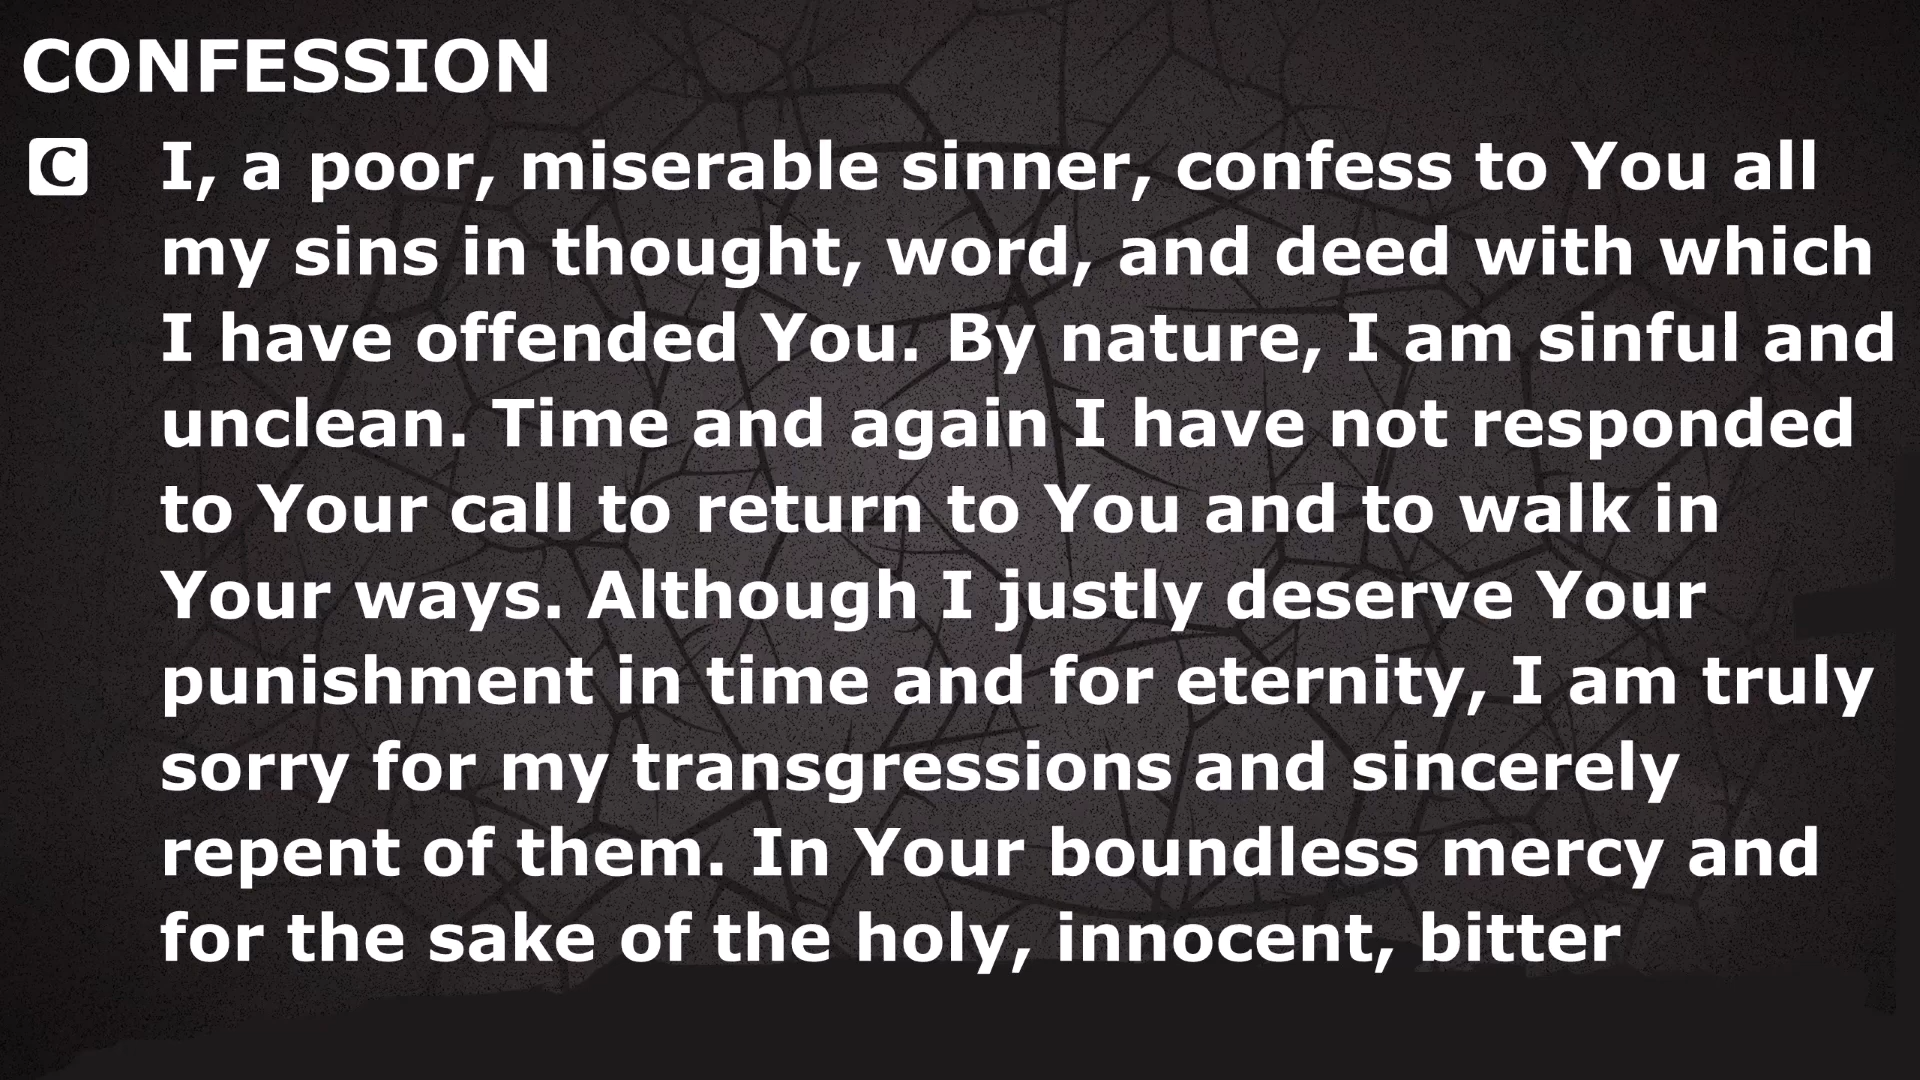 CONFESSION
C I, a poor, miserable sinner, confess to You all
my sins in thought, word, and deed with which
I have offended You. By nature, I am sinful and
unclean. Time and again I have not responded
to Your call to return to You and to walk in
Your ways. Although I justly deserve Your
punishment in time and for eternity, I am truly
sorry for my transgressions and sincerely
repent of them. In Your boundless mercy and
for the sake of the holy, innocent, bitter